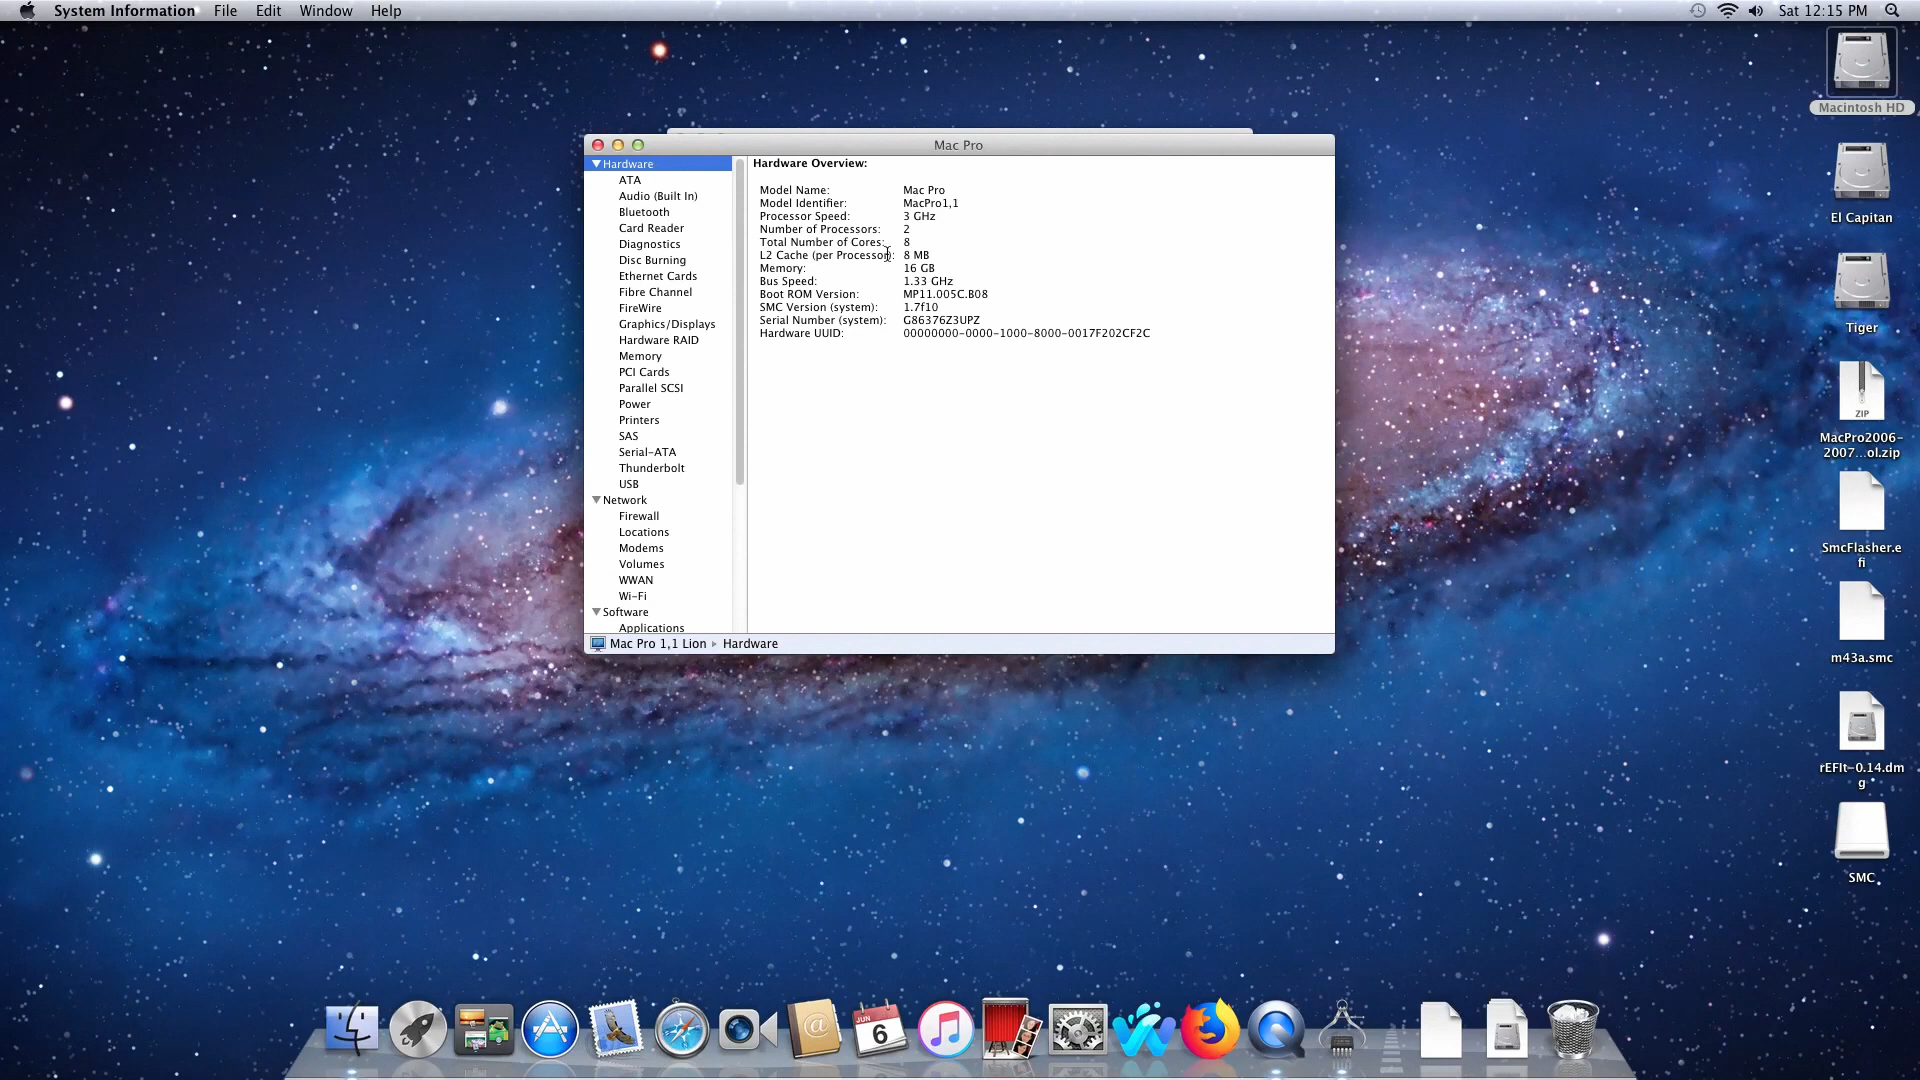 System Information File Edit Window Help
Sat 12:15 PM
Macintosh HD
El Capitan
Tiger
ZIP
MacPro2006-
2007...ol.zip
SmcFlasher.e
fi
m43a.smc
rEFIt-0.14.dm
g
SMC
Mac Pro
Hardware
ATA
Audio (Built In)
Bluetooth
Card Reader
Diagnostics
Disc Burning
Ethernet Cards
Fibre Channel
FireWire
Graphics/Displays
Hardware RAID
Memory
PCI Cards
Parallel SCSI
Power
Printers
SAS
Serial-ATA
Thunderbolt
USB
Network
Firewall
Locations
Modems
Volumes
WWAN
Wi-Fi
Software
Applications
Hardware Overview:
Model Name: Mac Pro
Model Identifier: MacPro1,1
Processor Speed: 3 GHz
Number of Processors: 2
Total Number of Cores: 8
L2 Cache (per Processor): 8 MB
Memory: 16 GB
Bus Speed: 1.33 GHz
Boot ROM Version: MP11.005C.B08
SMC Version (system): 1.7f10
Serial Number (system): G86376Z3UPZ
Hardware UUID: 00000000-0000-1000-8000-0017F202CF2C
Mac Pro 1,1 Lion ▸ Hardware
JUN
6